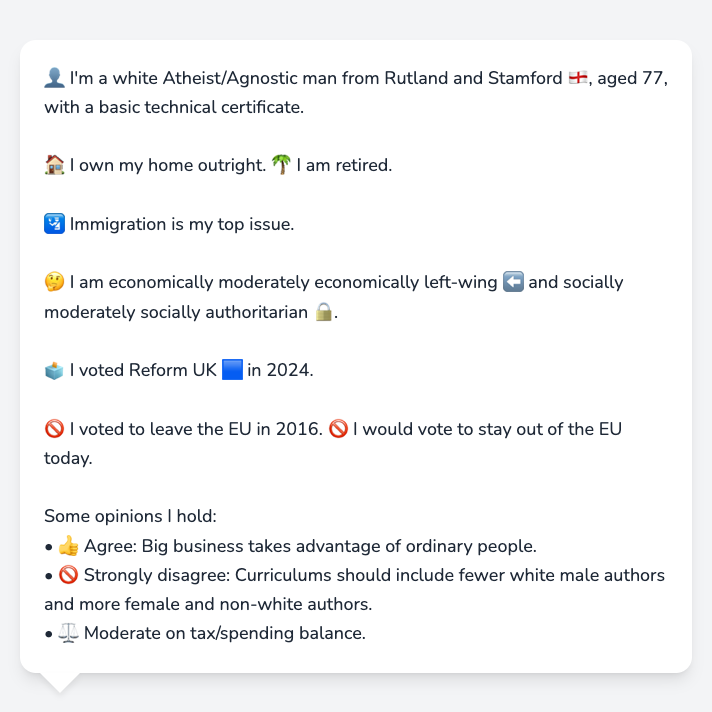 👤 I'm a white Atheist/Agnostic man from Rutland and Stamford 🏴󠁧󠁢󠁥󠁮󠁧󠁿, aged 77,
with a basic technical certificate.
🏠 I own my home outright. 🌴 I am retired.
🛂 Immigration is my top issue.
🤔 I am economically moderately economically left-wing ⬅️ and socially
moderately socially authoritarian 🔒.
🗳️ I voted Reform UK 🟦 in 2024.
🚫 I voted to leave the EU in 2016. 🚫 I would vote to stay out of the EU
today.
Some opinions I hold:
• 👍 Agree: Big business takes advantage of ordinary people.
• 🚫 Strongly disagree: Curriculums should include fewer white male authors
and more female and non-white authors.
• ⚖️ Moderate on tax/spending balance.